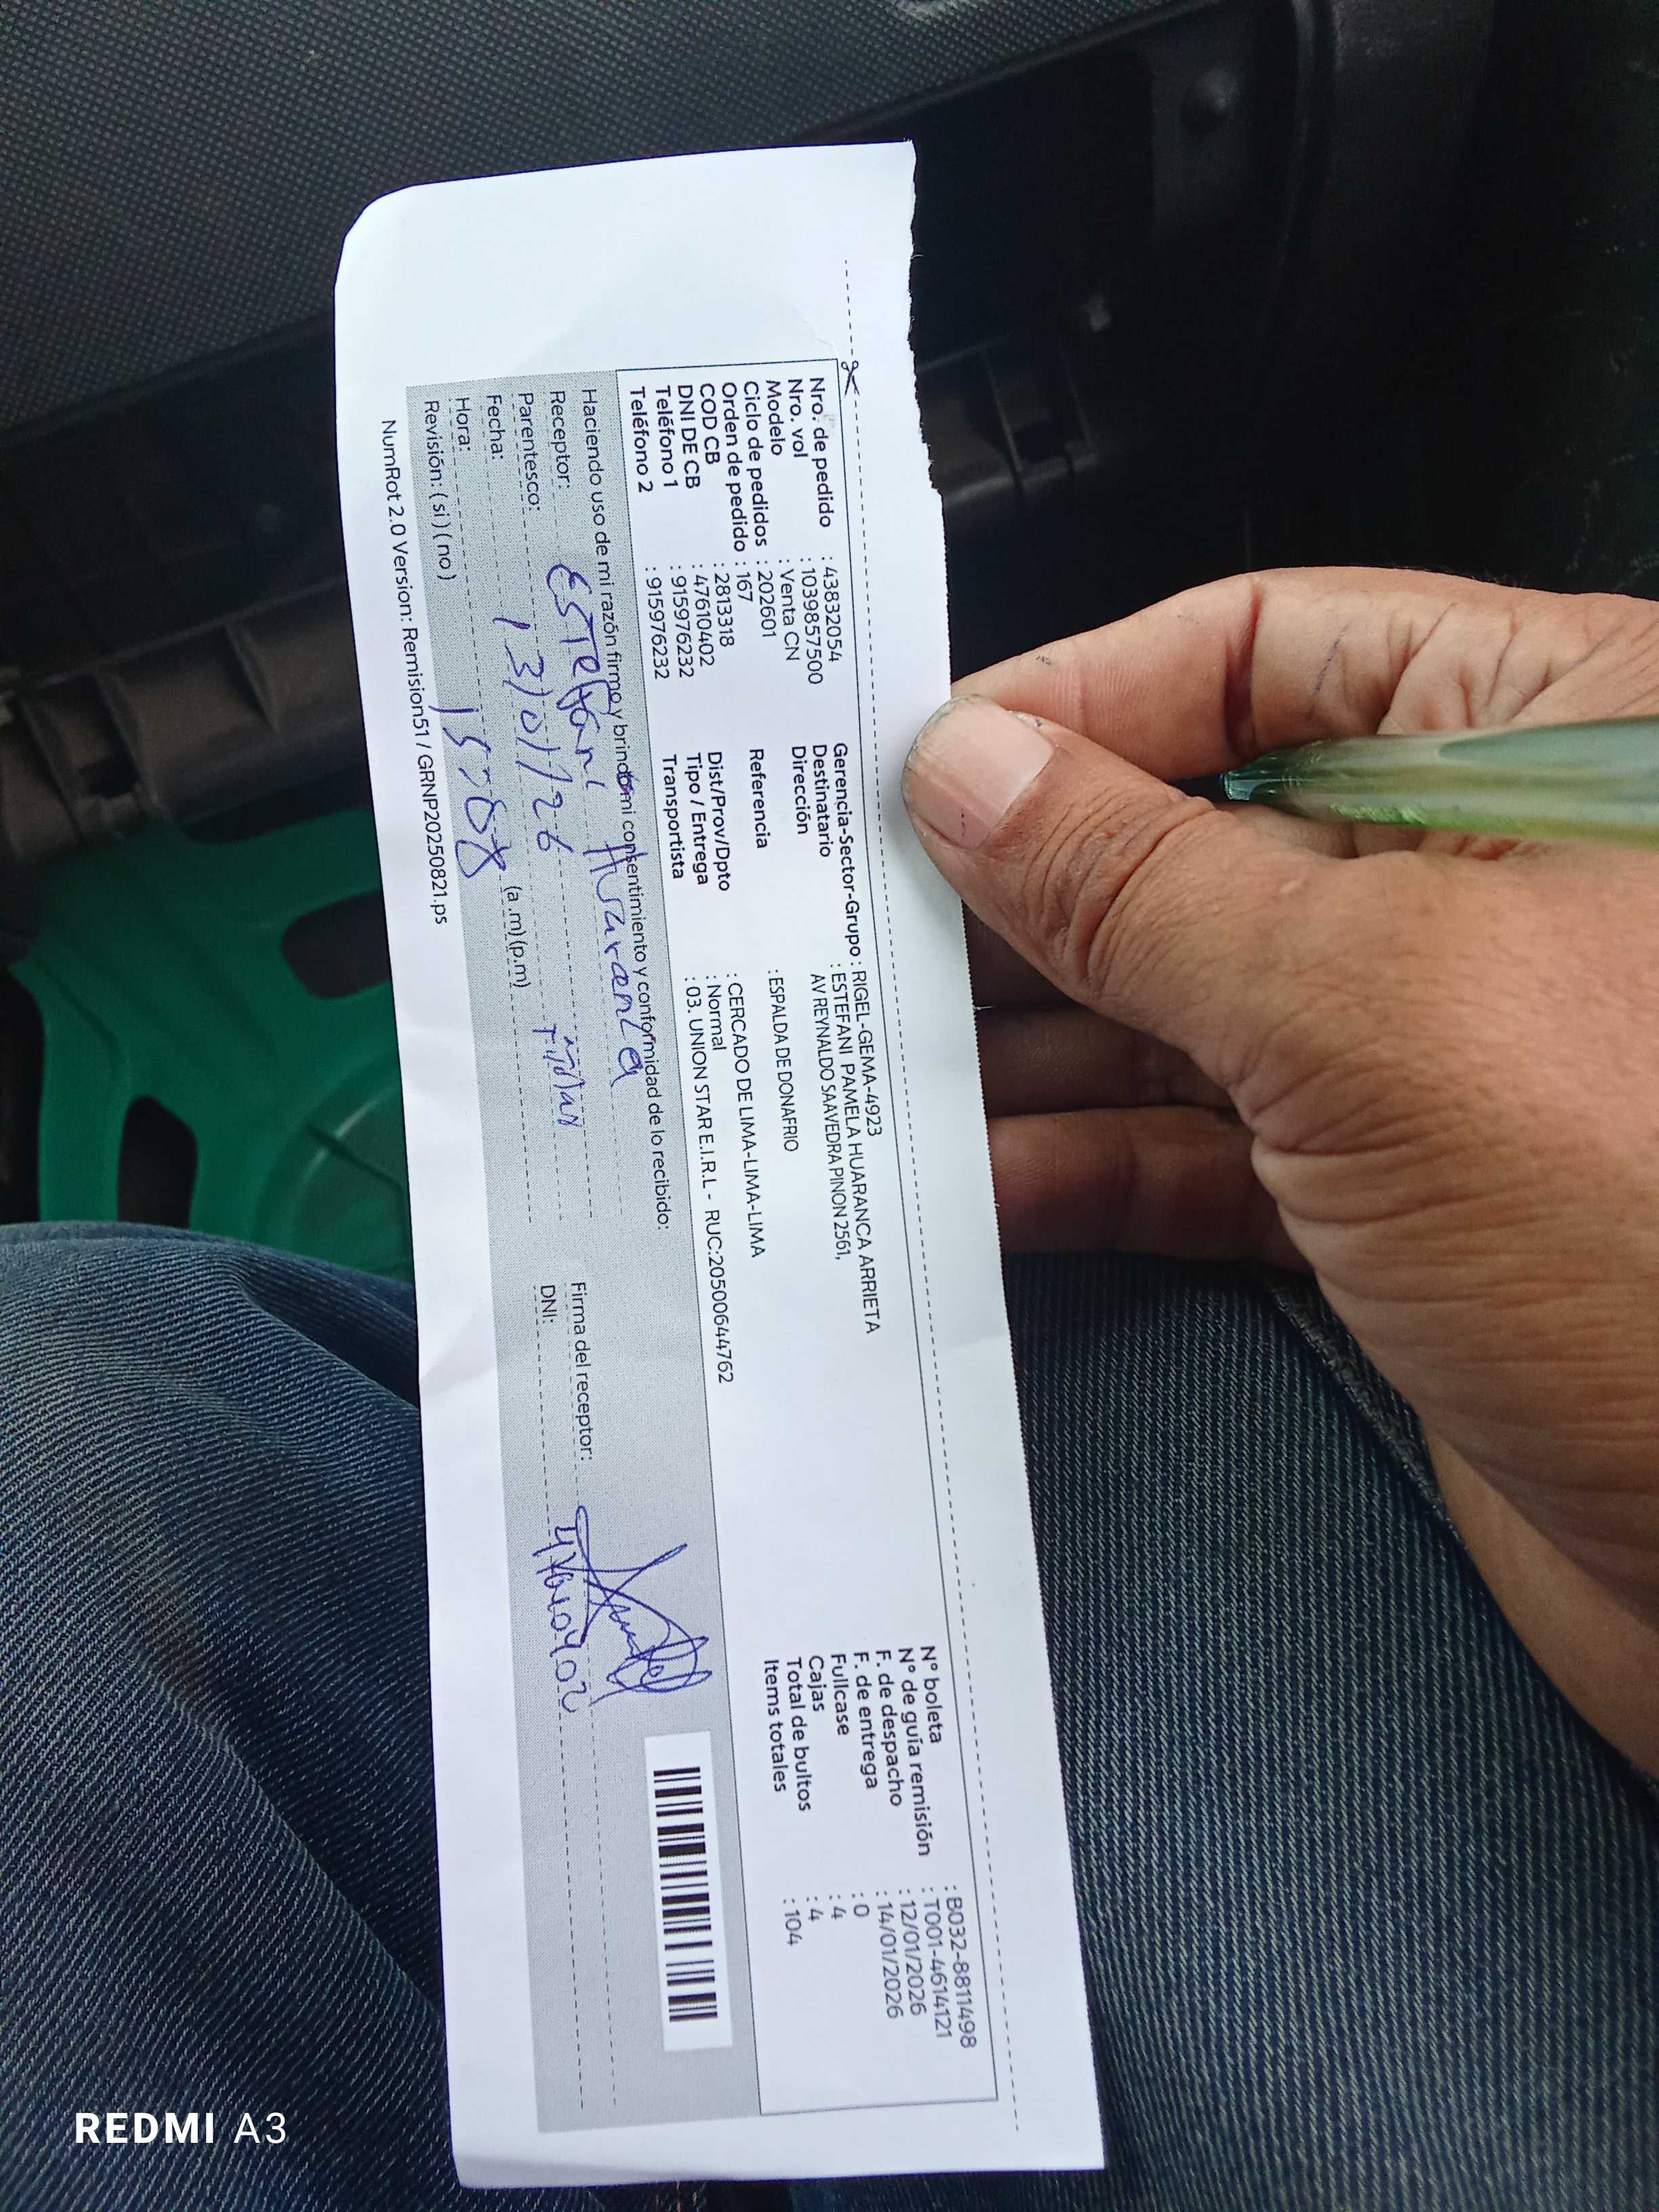 Nro. de pedido : 43832054
Nro. vol : 1039857500
Modelo : Venta CN
Ciclo de pedidos : 202601
Orden de pedido : 167
COD CB : 2813318
DNI DE CB : 47610402
Teléfono 1 : 915976232
Teléfono 2 : 915976232
Gerencia-Sector-Grupo : RIGEL-GEMA-4923
Destinatario : ESTEFANI PAMELA HUARANCA ARRIETA
Dirección AV REYNALDO SAAVEDRA PINON 2561,
Referencia : ESPALDA DE DONAFRIO
Dist/Prov/Dpto : CERCADO DE LIMA-LIMA-LIMA
Tipo / Entrega : Normal
Transportista : 03. UNION STAR E.I.R.L - RUC:20500644762
N° boleta : B032-8811498
N° de guía remisión : T001-4614121
F. de despacho : 12/01/2026
F. de entrega : 14/01/2026
Fullcase : 0
Cajas : 4
Total de bultos : 4
Items totales : 104
Haciendo uso de mi razón firmo y brindo mi consentimiento y conformidad de lo recibido:
Receptor: Estefani Huaranca
Firma del receptor:
Parentesco: Titular
DNI: 47610402
Fecha: 13/01/26
Hora: 15:08 (a.m) (p.m)
Revisión: ( si ) ( no )
NumRot 2.0 Version: Remision51 / GRNP20250821.ps
REDMI A3